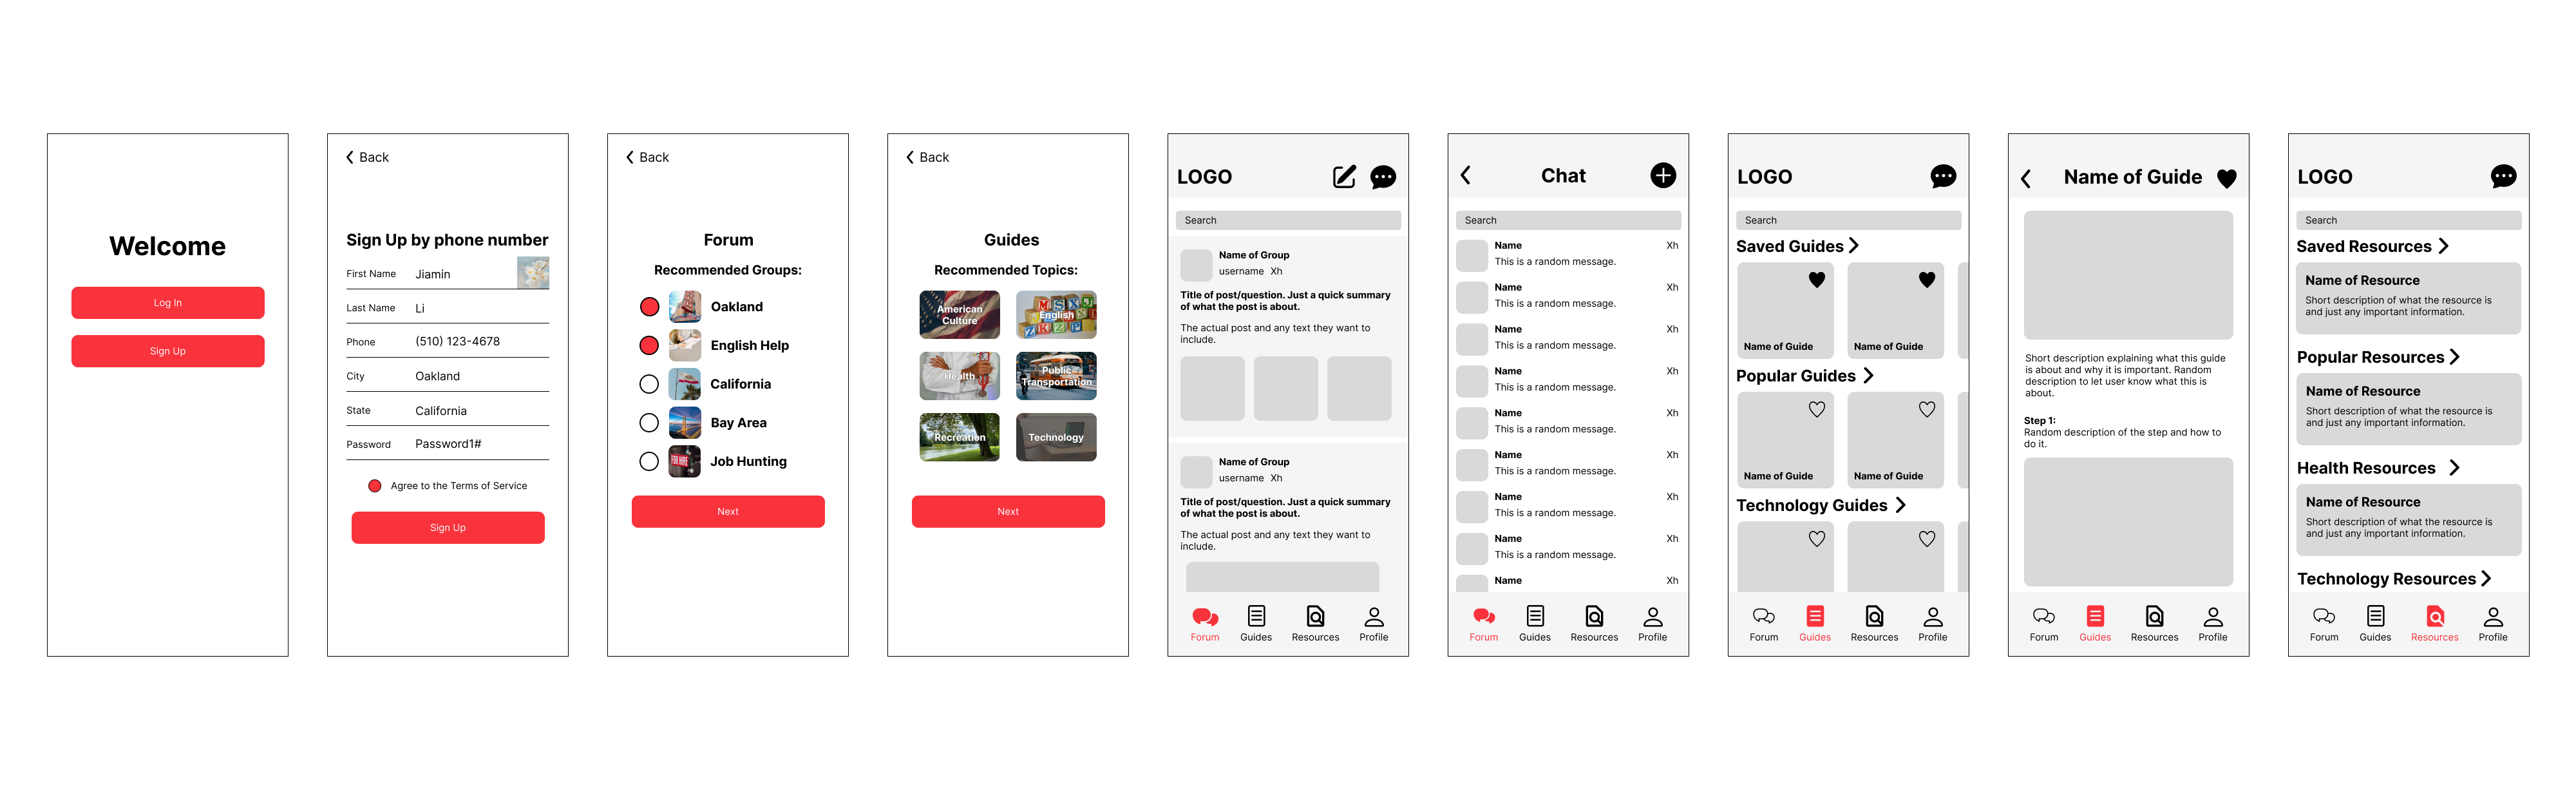 Welcome
Log In
Sign Up
Back
Sign Up by phone number
First Name Jiamin
Last Name Li
Phone (510) 123-4678
City Oakland
State California
Password Password1#
Agree to the Terms of Service
Sign Up
Back
Forum
Recommended Groups:
Oakland
English Help
California
Bay Area
FOR HIRE
Job Hunting
Next
Back
Guides
Recommended Topics:
American
Culture
English
Health
Public
Transportation
Recreation
Technology
Next
LOGO
Search
Name of Group
username Xh
Title of post/question. Just a quick summary
of what the post is about.
The actual post and any text they want to
include.
Name of Group
username Xh
Title of post/question. Just a quick summary
of what the post is about.
The actual post and any text they want to
include.
Forum Guides Resources Profile
Chat
Search
Name Xh
This is a random message.
Name Xh
This is a random message.
Name Xh
This is a random message.
Name Xh
This is a random message.
Name Xh
This is a random message.
Name Xh
This is a random message.
Name Xh
This is a random message.
Name Xh
This is a random message.
Name Xh
Forum Guides Resources Profile
LOGO
Search
Saved Guides
Name of Guide Name of Guide
Popular Guides
Name of Guide Name of Guide
Technology Guides
Forum Guides Resources Profile
Name of Guide
Short description explaining what this guide
is about and why it is important. Random
description to let user know what this is
about.
Step 1:
Random description of the step and how to
do it.
Forum Guides Resources Profile
LOGO
Search
Saved Resources
Name of Resource
Short description of what the resource is
and just any important information.
Popular Resources
Name of Resource
Short description of what the resource is
and just any important information.
Health Resources
Name of Resource
Short description of what the resource is
and just any important information.
Technology Resources
Forum Guides Resources Profile